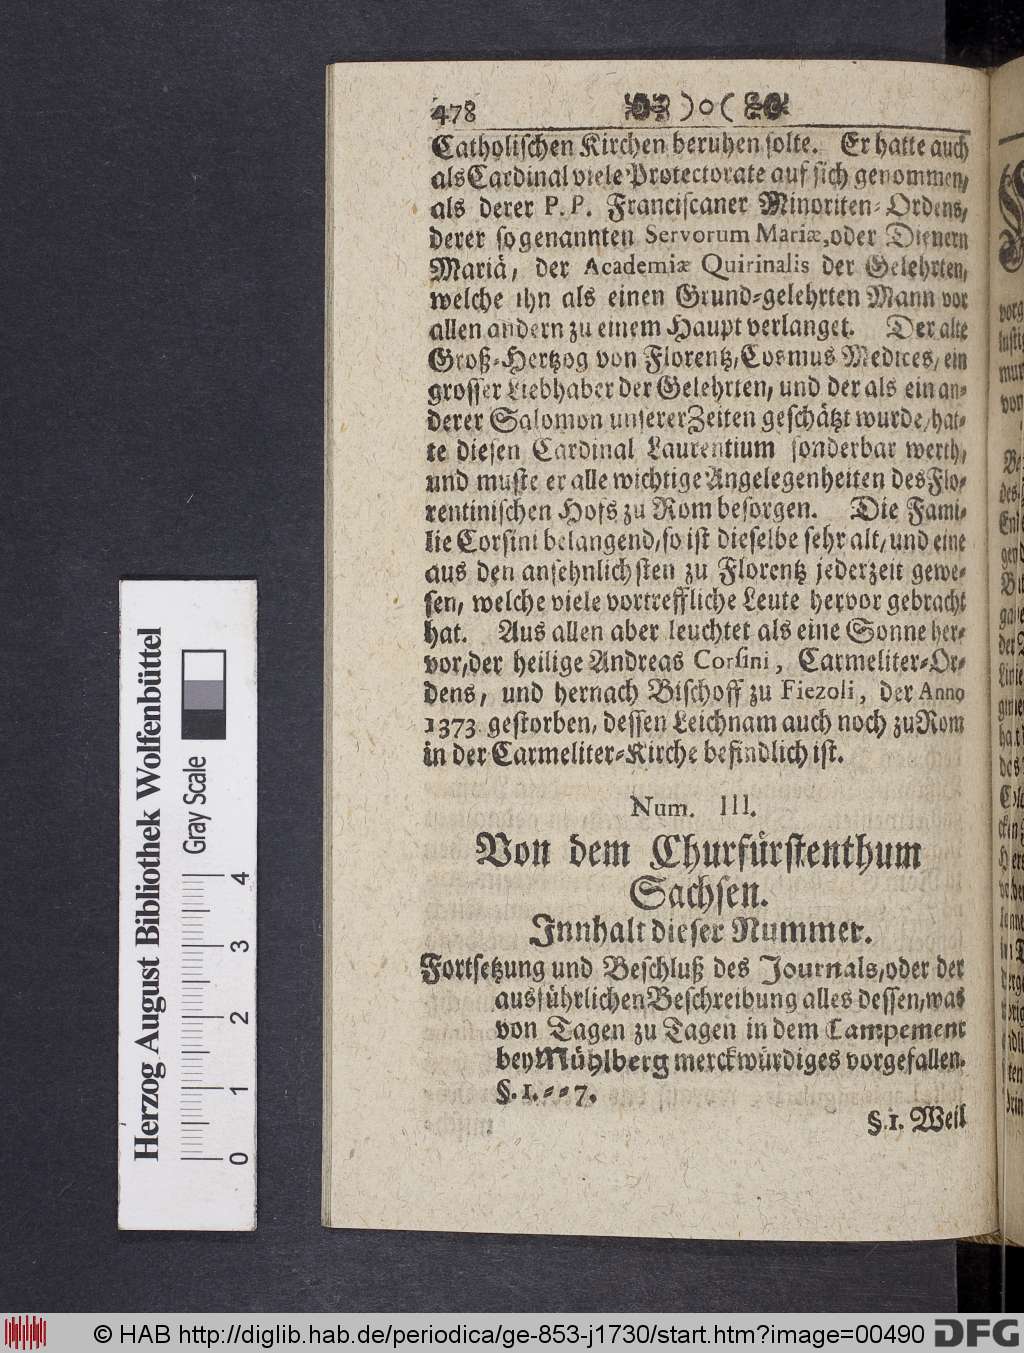 478 )o(
Catholischen Kirchen beruhen solte. Er hatte auch
als Cardinal viele Protectorate auf sich genommen,
als derer P. P. Franciscaner Minoriten-Ordens,
derer so genannten Servorum Mariæ, oder Dienern
Mariä, der Academiæ Quirinalis der Gelehrten,
welche ihn als einen Grund-gelehrten Mann vor
allen andern zu einem Haupt verlanget. Der alte
Groß-Hertzog von Florentz, Cosmus Medices, ein
grosser Liebhaber der Gelehrten, und der als ein an-
derer Salomon unserer Zeiten geschätzt wurde, hat-
te diesen Cardinal Laurentium sonderbar werth,
und muste er alle wichtige Angelegenheiten des Flo-
rentinischen Hofs zu Rom besorgen. Die Fami-
lie Corsini belangend, so ist dieselbe sehr alt, und eine
aus den ansehnlichsten zu Florentz jederzeit gewe-
sen, welche viele vortreffliche Leute hervor gebracht
hat. Aus allen aber leuchtet als eine Sonne her-
vor, der heilige Andreas Corsini, Carmeliter-Or-
dens, und hernach Bischoff zu Fiezoli, der Anno
1373 gestorben, dessen Leichnam auch noch zu Rom
in der Carmeliter-Kirche befindlich ist.
Num. III.
Von dem Churfürstenthum
Sachsen.
Innhalt dieser Nummer.
Fortsetzung und Beschluß des Journals, oder der
ausführlichen Beschreibung alles dessen, was
von Tagen zu Tagen in dem Campement
bey Mühlberg merckwürdiges vorgefallen.
§. 1. - - 7.
§. 1. Weil
Herzog August Bibliothek Wolfenbüttel
Gray Scale
0 1 2 3 4
© HAB http://diglib.hab.de/periodica/ge-853-j1730/start.htm?image=00490 DFG